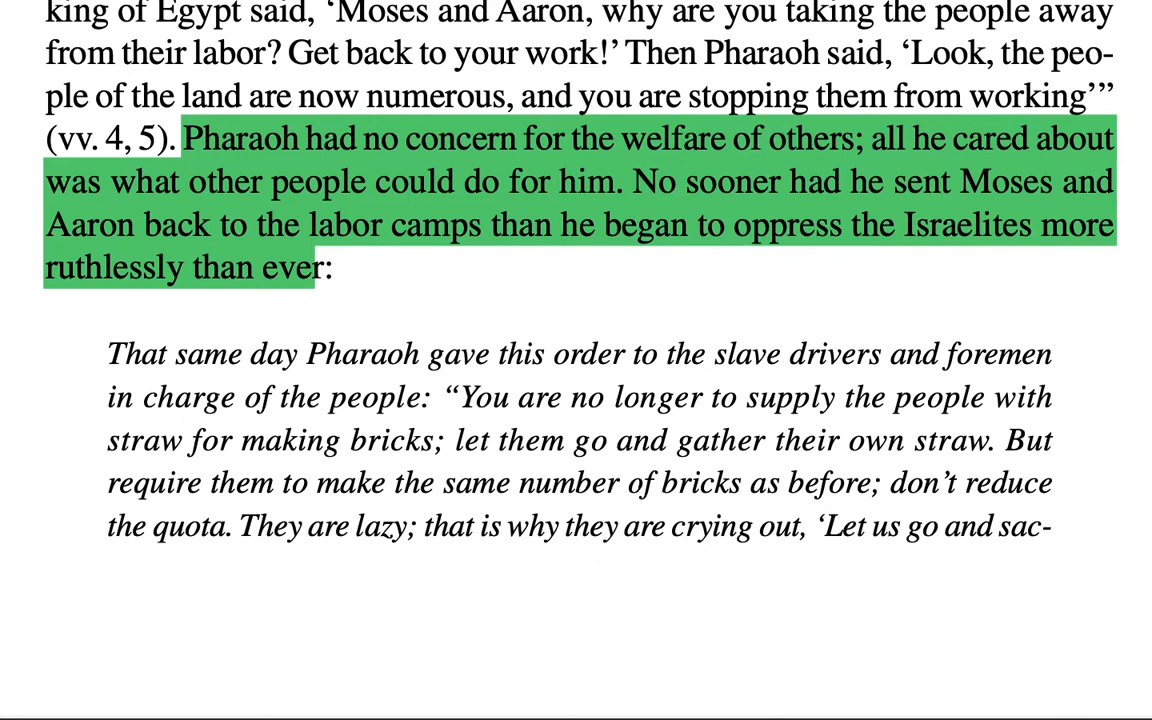 king of Egypt said, ‘Moses and Aaron, why are you taking the people away
from their labor? Get back to your work!’ Then Pharaoh said, ‘Look, the peo-
ple of the land are now numerous, and you are stopping them from working’”
(vv. 4, 5). Pharaoh had no concern for the welfare of others; all he cared about
was what other people could do for him. No sooner had he sent Moses and
Aaron back to the labor camps than he began to oppress the Israelites more
ruthlessly than ever:
That same day Pharaoh gave this order to the slave drivers and foremen
in charge of the people: “You are no longer to supply the people with
straw for making bricks; let them go and gather their own straw. But
require them to make the same number of bricks as before; don’t reduce
the quota. They are lazy; that is why they are crying out, ‘Let us go and sac-